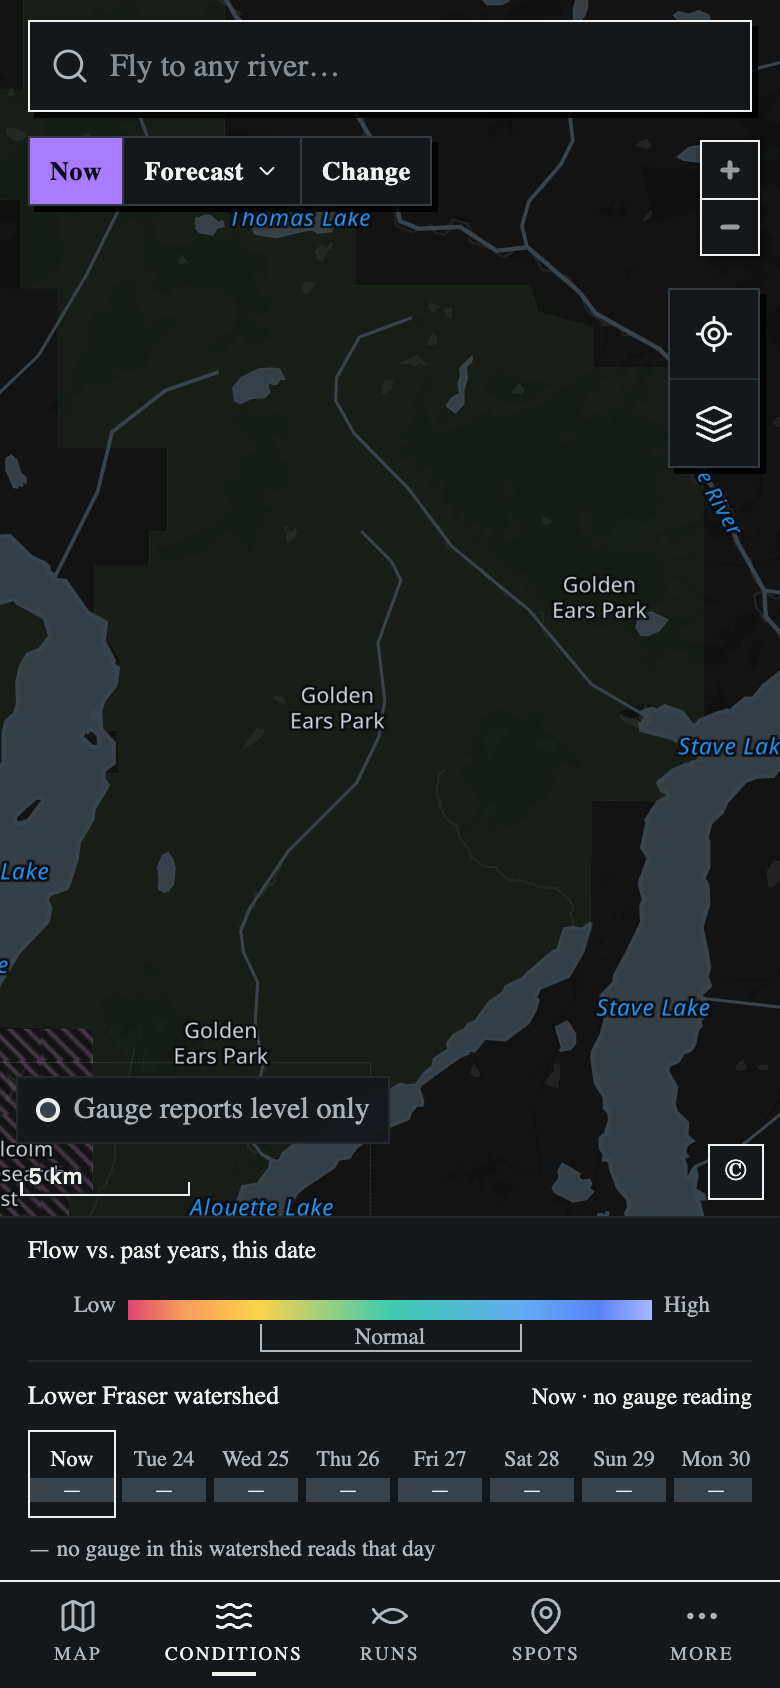 Fly to any river…
Now
Forecast
Change
Thomas Lake
e River
Golden
Ears Park
Golden
Ears Park
Stave Lak
Lake
e
Stave Lake
Golden
Ears Park
Gauge reports level only
lcolm
st
5 km
©
Alouette Lake
Flow vs. past years, this date
Low
High
Normal
Lower Fraser watershed
Now · no gauge reading
Now
Tue 24
Wed 25
Thu 26
Fri 27
Sat 28
Sun 29
Mon 30
— — — — — — — —
— no gauge in this watershed reads that day
MAP
CONDITIONS
RUNS
SPOTS
MORE